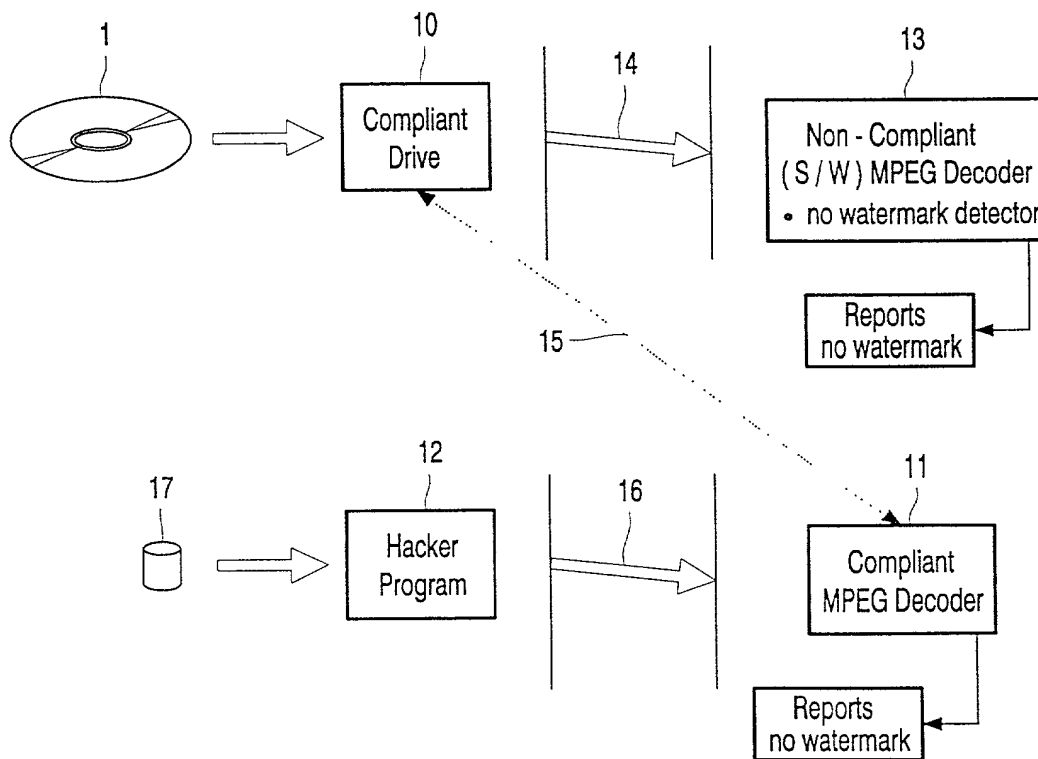 1
10
14
13
Compliant
Drive
Non - Compliant
( S / W ) MPEG Decoder
• no watermark detector
Reports
no watermark
15
17
12
16
11
Hacker
Program
Compliant
MPEG Decoder
Reports
no watermark